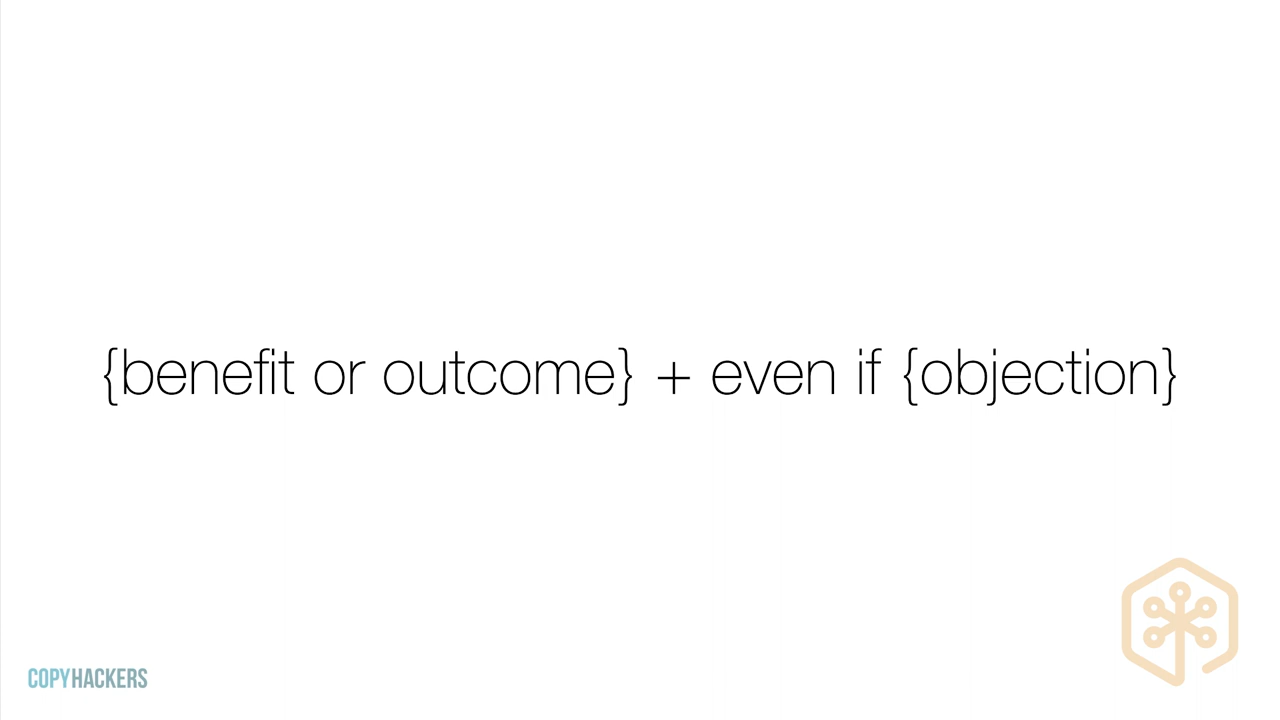 {benefit or outcome} + even if {objection}
COPYHACKERS